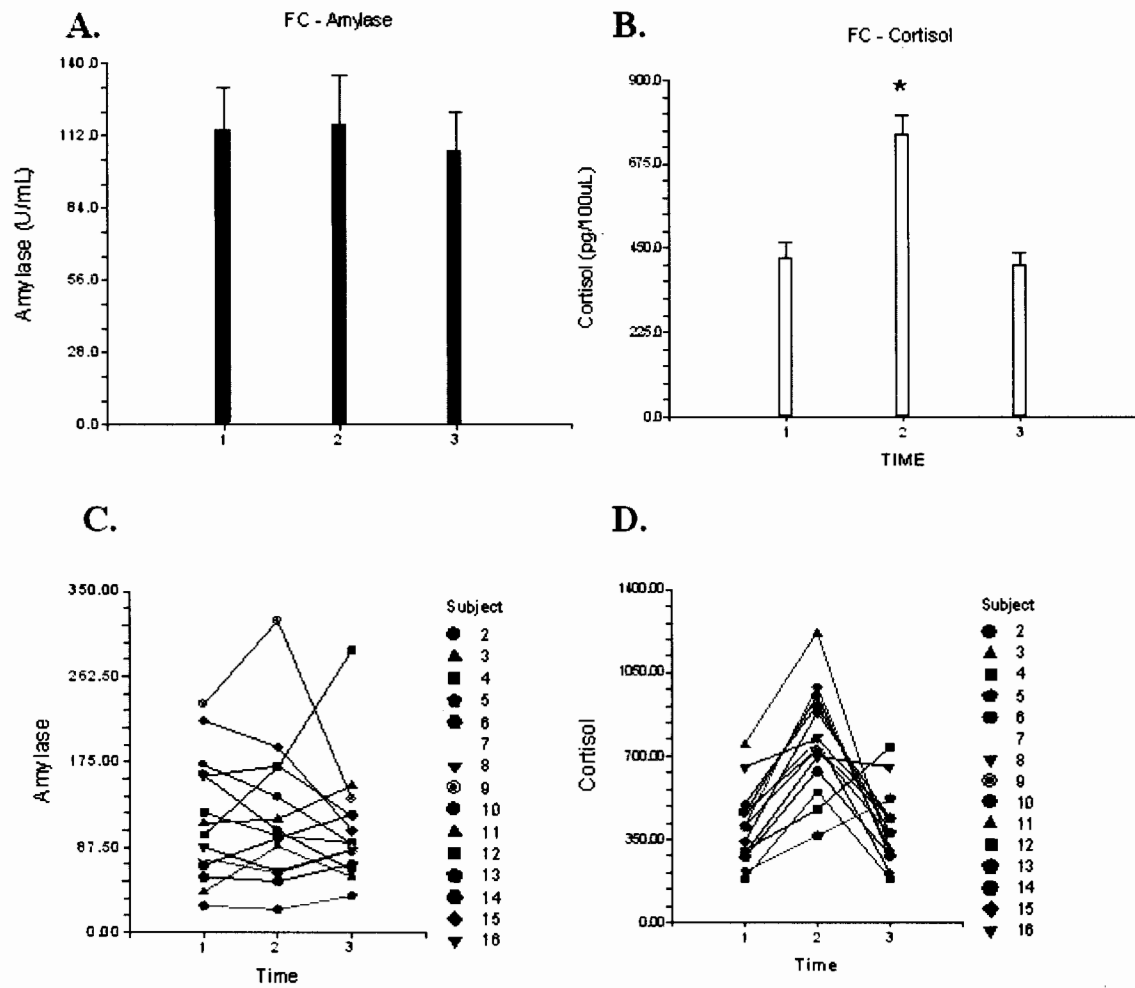 A.
FC - Amylase
140.0
112.0
84.0
56.0
28.0
0.0
Amylase (U/mL)
1 2 3
B.
FC - Cortisol
900.0
675.0
450.0
225.0
0.0
Cortisol (pg/100uL)
★
1 2 3
TIME
C.
350.00
262.50
175.00
87.50
0.00
Amylase
1 2 3
Time
Subject
2
3
4
5
6
7
8
9
10
11
12
13
14
15
16
D.
1400.00
1050.00
700.00
350.00
0.00
Cortisol
1 2 3
Time
Subject
2
3
4
5
6
7
8
9
10
11
12
13
14
15
16